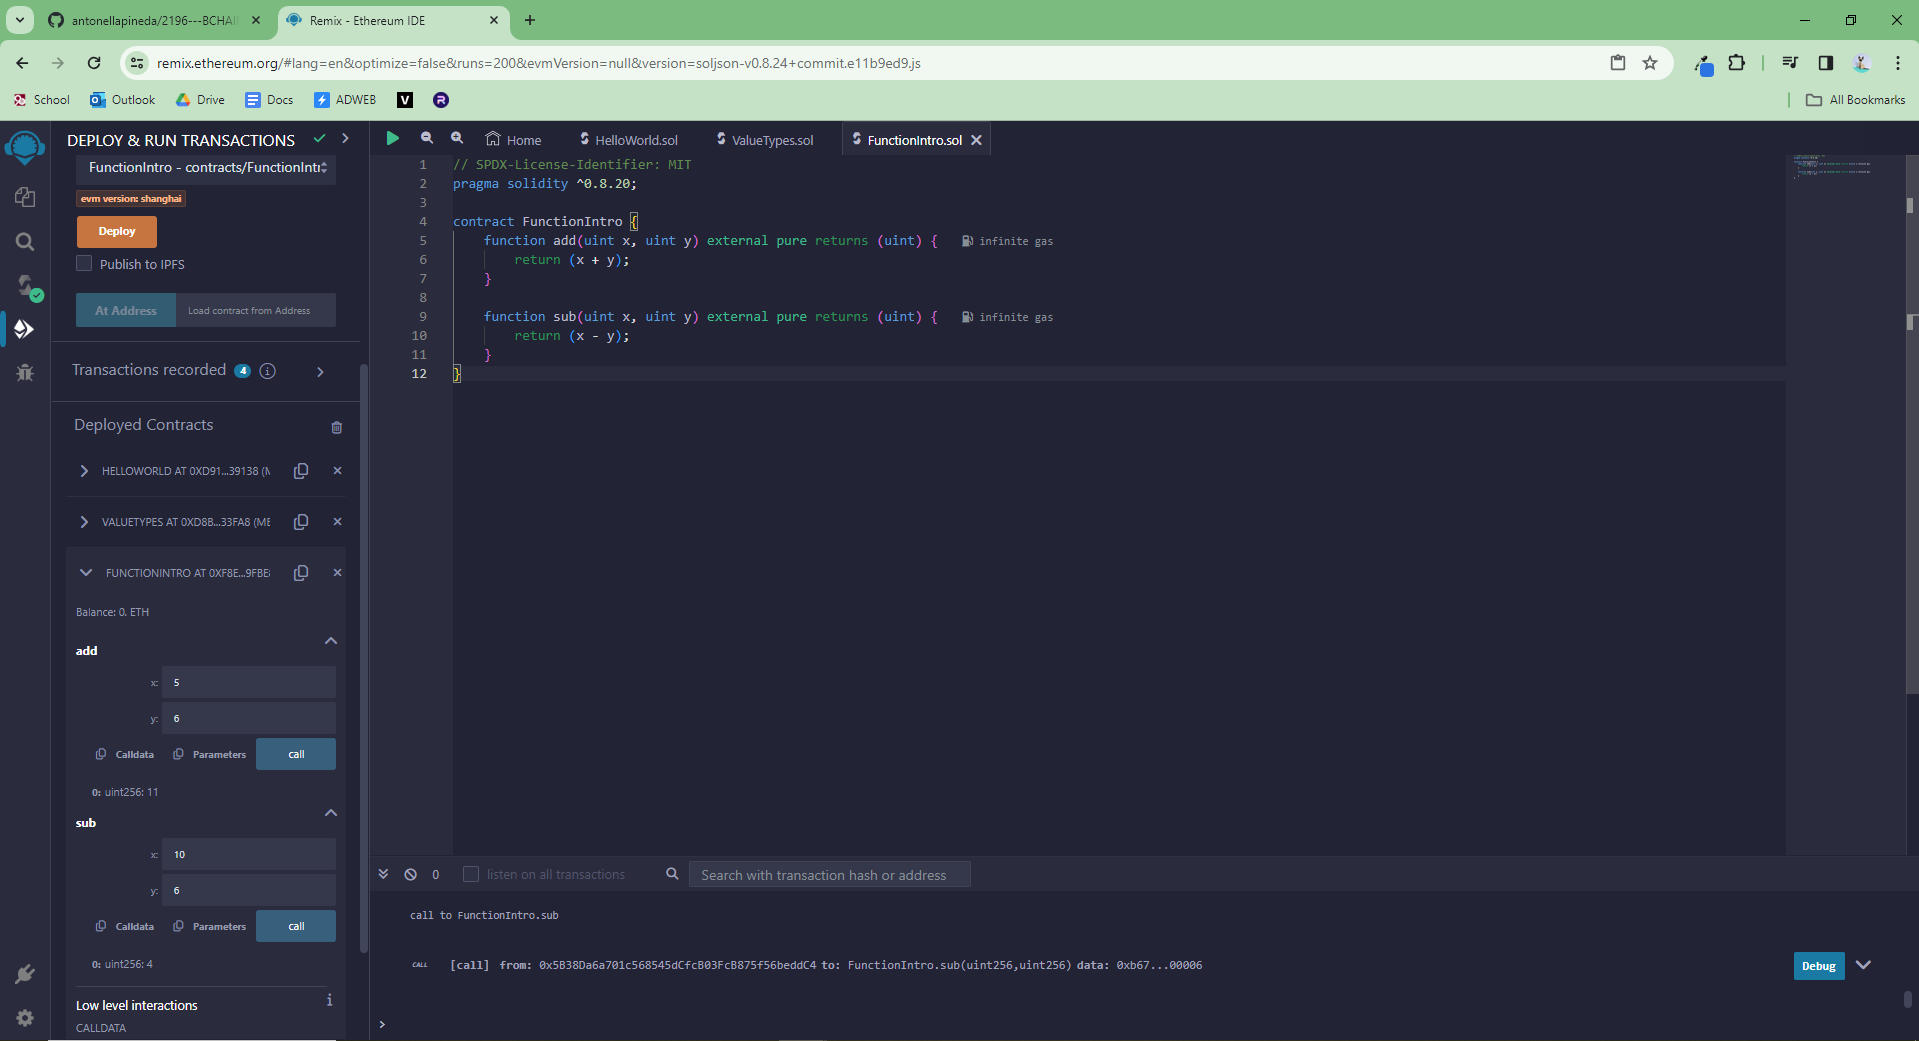 antonellapineda/2196---BCHAI
Remix - Ethereum IDE
remix.ethereum.org/#lang=en&optimize=false&runs=200&evmVersion=null&version=soljson-v0.8.24+commit.e11b9ed9.js
School
Outlook
Drive
Docs
ADWEB
V
R
All Bookmarks
DEPLOY & RUN TRANSACTIONS
FunctionIntro - contracts/FunctionIntr
evm version: shanghai
Deploy
Publish to IPFS
At Address
Load contract from Address
Transactions recorded 4
Deployed Contracts
HELLOWORLD AT 0XD91...39138 (M
VALUETYPES AT 0XD8B...33FA8 (ME
FUNCTIONINTRO AT 0XF8E...9FBE8
Balance: 0. ETH
add
x: 5
y: 6
Calldata
Parameters
call
0: uint256: 11
sub
x: 10
y: 6
Calldata
Parameters
call
0: uint256: 4
Low level interactions
CALLDATA
Home
HelloWorld.sol
ValueTypes.sol
FunctionIntro.sol
1 // SPDX-License-Identifier: MIT
2 pragma solidity ^0.8.20;
3
4 contract FunctionIntro {
5 function add(uint x, uint y) external pure returns (uint) { infinite gas
6 return (x + y);
7 }
8
9 function sub(uint x, uint y) external pure returns (uint) { infinite gas
10 return (x - y);
11 }
12 }
0
listen on all transactions
Search with transaction hash or address
call to FunctionIntro.sub
CALL [call] from: 0x5B38Da6a701c568545dCfcB03FcB875f56beddC4 to: FunctionIntro.sub(uint256,uint256) data: 0xb67...00006
Debug
>